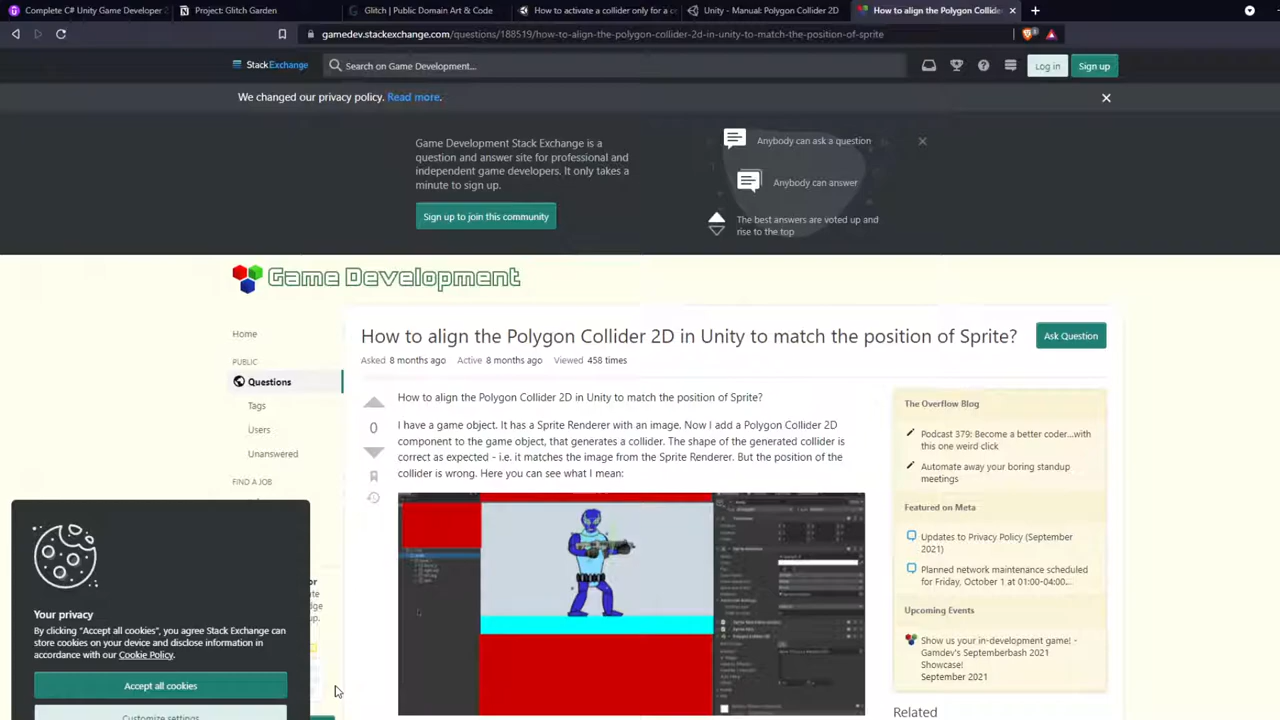 Complete C# Unity Game Developer 2
Project: Glitch Garden
Glitch | Public Domain Art & Code
How to activate a collider only for a c
Unity - Manual: Polygon Collider 2D
How to align the Polygon Collide
gamedev.stackexchange.com/questions/188519/how-to-align-the-polygon-collider-2d-in-unity-to-match-the-position-of-sprite
StackExchange
Search on Game Development...
Log in
Sign up
We changed our privacy policy. Read more.
Game Development Stack Exchange is a
question and answer site for professional and
independent game developers. It only takes a
minute to sign up.
Sign up to join this community
Anybody can ask a question
Anybody can answer
The best answers are voted up and
rise to the top
Game Development
Home
PUBLIC
Questions
Tags
Users
Unanswered
FIND A JOB
How to align the Polygon Collider 2D in Unity to match the position of Sprite?
Ask Question
Asked 8 months ago Active 8 months ago Viewed 458 times
0
How to align the Polygon Collider 2D in Unity to match the position of Sprite?
I have a game object. It has a Sprite Renderer with an image. Now I add a Polygon Collider 2D
component to the game object, that generates a collider. The shape of the generated collider is
correct as expected - i.e. it matches the image from the Sprite Renderer. But the position of the
collider is wrong. Here you can see what I mean:
The Overflow Blog
Podcast 379: Become a better coder...with
this one weird click
Automate away your boring standup
meetings
Featured on Meta
Updates to Privacy Policy (September
2021)
Planned network maintenance scheduled
for Friday, October 1 at 01:00-04:00...
Upcoming Events
Show us your in-development game! -
Gamdev's Septemberbash 2021
Showcase!
September 2021
Related
privacy
By clicking "Accept all cookies", you agree Stack Exchange can
store cookies on your device and disclose information in
accordance with our Cookie Policy.
Accept all cookies
Customize settings